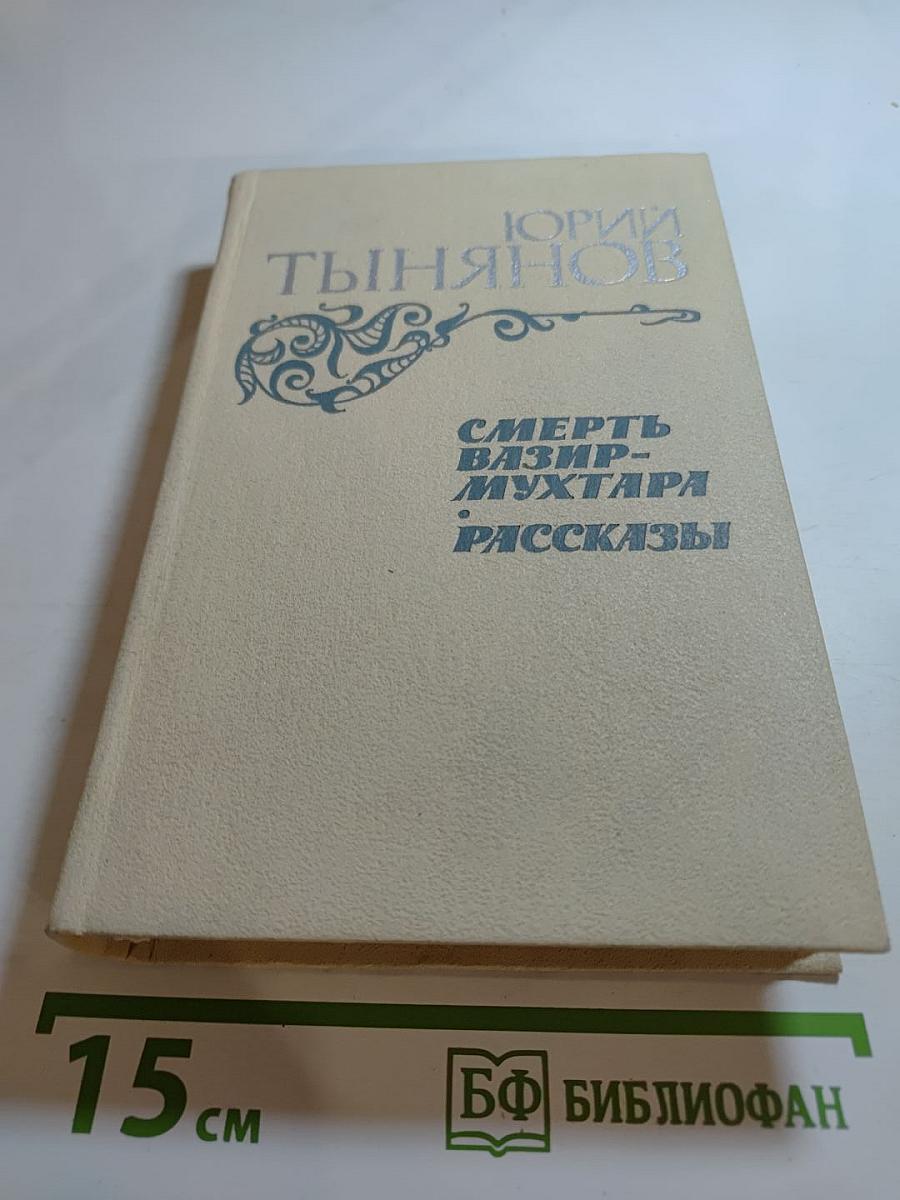 ЮРИЙ
ТЫНЯНОВ
СМЕРТЬ
ВАЗИР-
МУХТАРА
•
РАССКАЗЫ
15 см
БФ БИБЛИОФАН